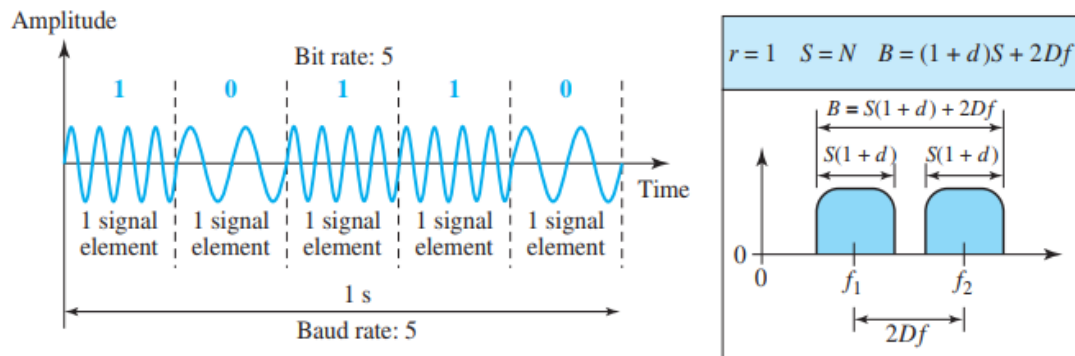 Amplitude
Bit rate: 5
1 0 1 1 0
Time
1 signal element
1 signal element
1 signal element
1 signal element
1 signal element
1 s
Baud rate: 5
r = 1 S = N B = (1 + d)S + 2Df
B = S(1 + d) + 2Df
S(1 + d) S(1 + d)
0
0 f₁ f₂
2Df